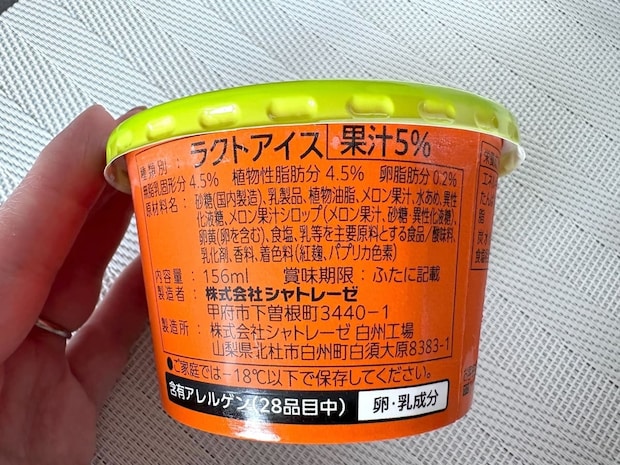 種類別: ラクトアイス 果汁5%
無脂乳固形分 4.5% 植物性脂肪分 4.5% 卵脂肪分 0.2%
原材料名: 砂糖(国内製造)、乳製品、植物油脂、メロン果汁、水あめ、異性
化液糖、メロン果汁シロップ(メロン果汁、砂糖・異性化液糖)、
卵黄(卵を含む)、食塩、乳等を主要原料とする食品/酸味料、
乳化剤、香料、着色料(紅麹、パプリカ色素)
内容量 : 156ml 賞味期限 : ふたに記載
製造者 : 株式会社シャトレーゼ
甲府市下曽根町3440-1
製造所 : 株式会社シャトレーゼ 白州工場
山梨県北杜市白州町白須大原8383-1
●ご家庭では-18℃以下で保存してください。
含有アレルゲン(28品目中) 卵・乳成分